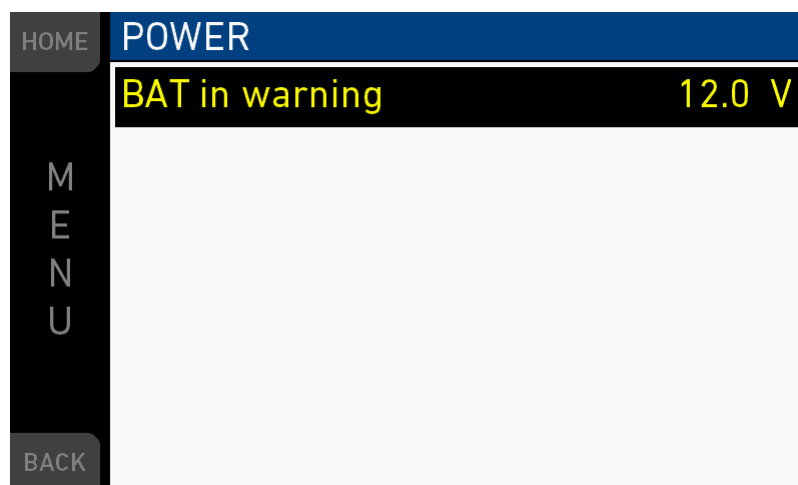 HOME
POWER
BAT in warning 12.0 V
M
E
N
U
BACK